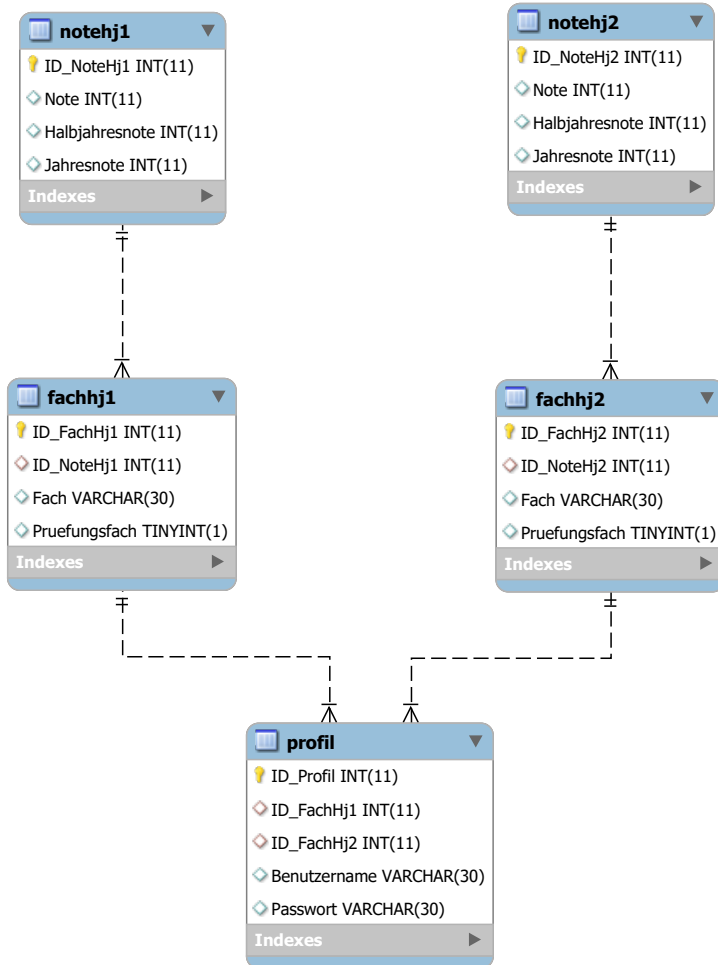 notehj1
ID_NoteHj1 INT(11)
Note INT(11)
Halbjahresnote INT(11)
Jahresnote INT(11)
Indexes
notehj2
ID_NoteHj2 INT(11)
Note INT(11)
Halbjahresnote INT(11)
Jahresnote INT(11)
Indexes
fachhj1
ID_FachHj1 INT(11)
ID_NoteHj1 INT(11)
Fach VARCHAR(30)
Pruefungsfach TINYINT(1)
Indexes
fachhj2
ID_FachHj2 INT(11)
ID_NoteHj2 INT(11)
Fach VARCHAR(30)
Pruefungsfach TINYINT(1)
Indexes
profil
ID_Profil INT(11)
ID_FachHj1 INT(11)
ID_FachHj2 INT(11)
Benutzername VARCHAR(30)
Passwort VARCHAR(30)
Indexes